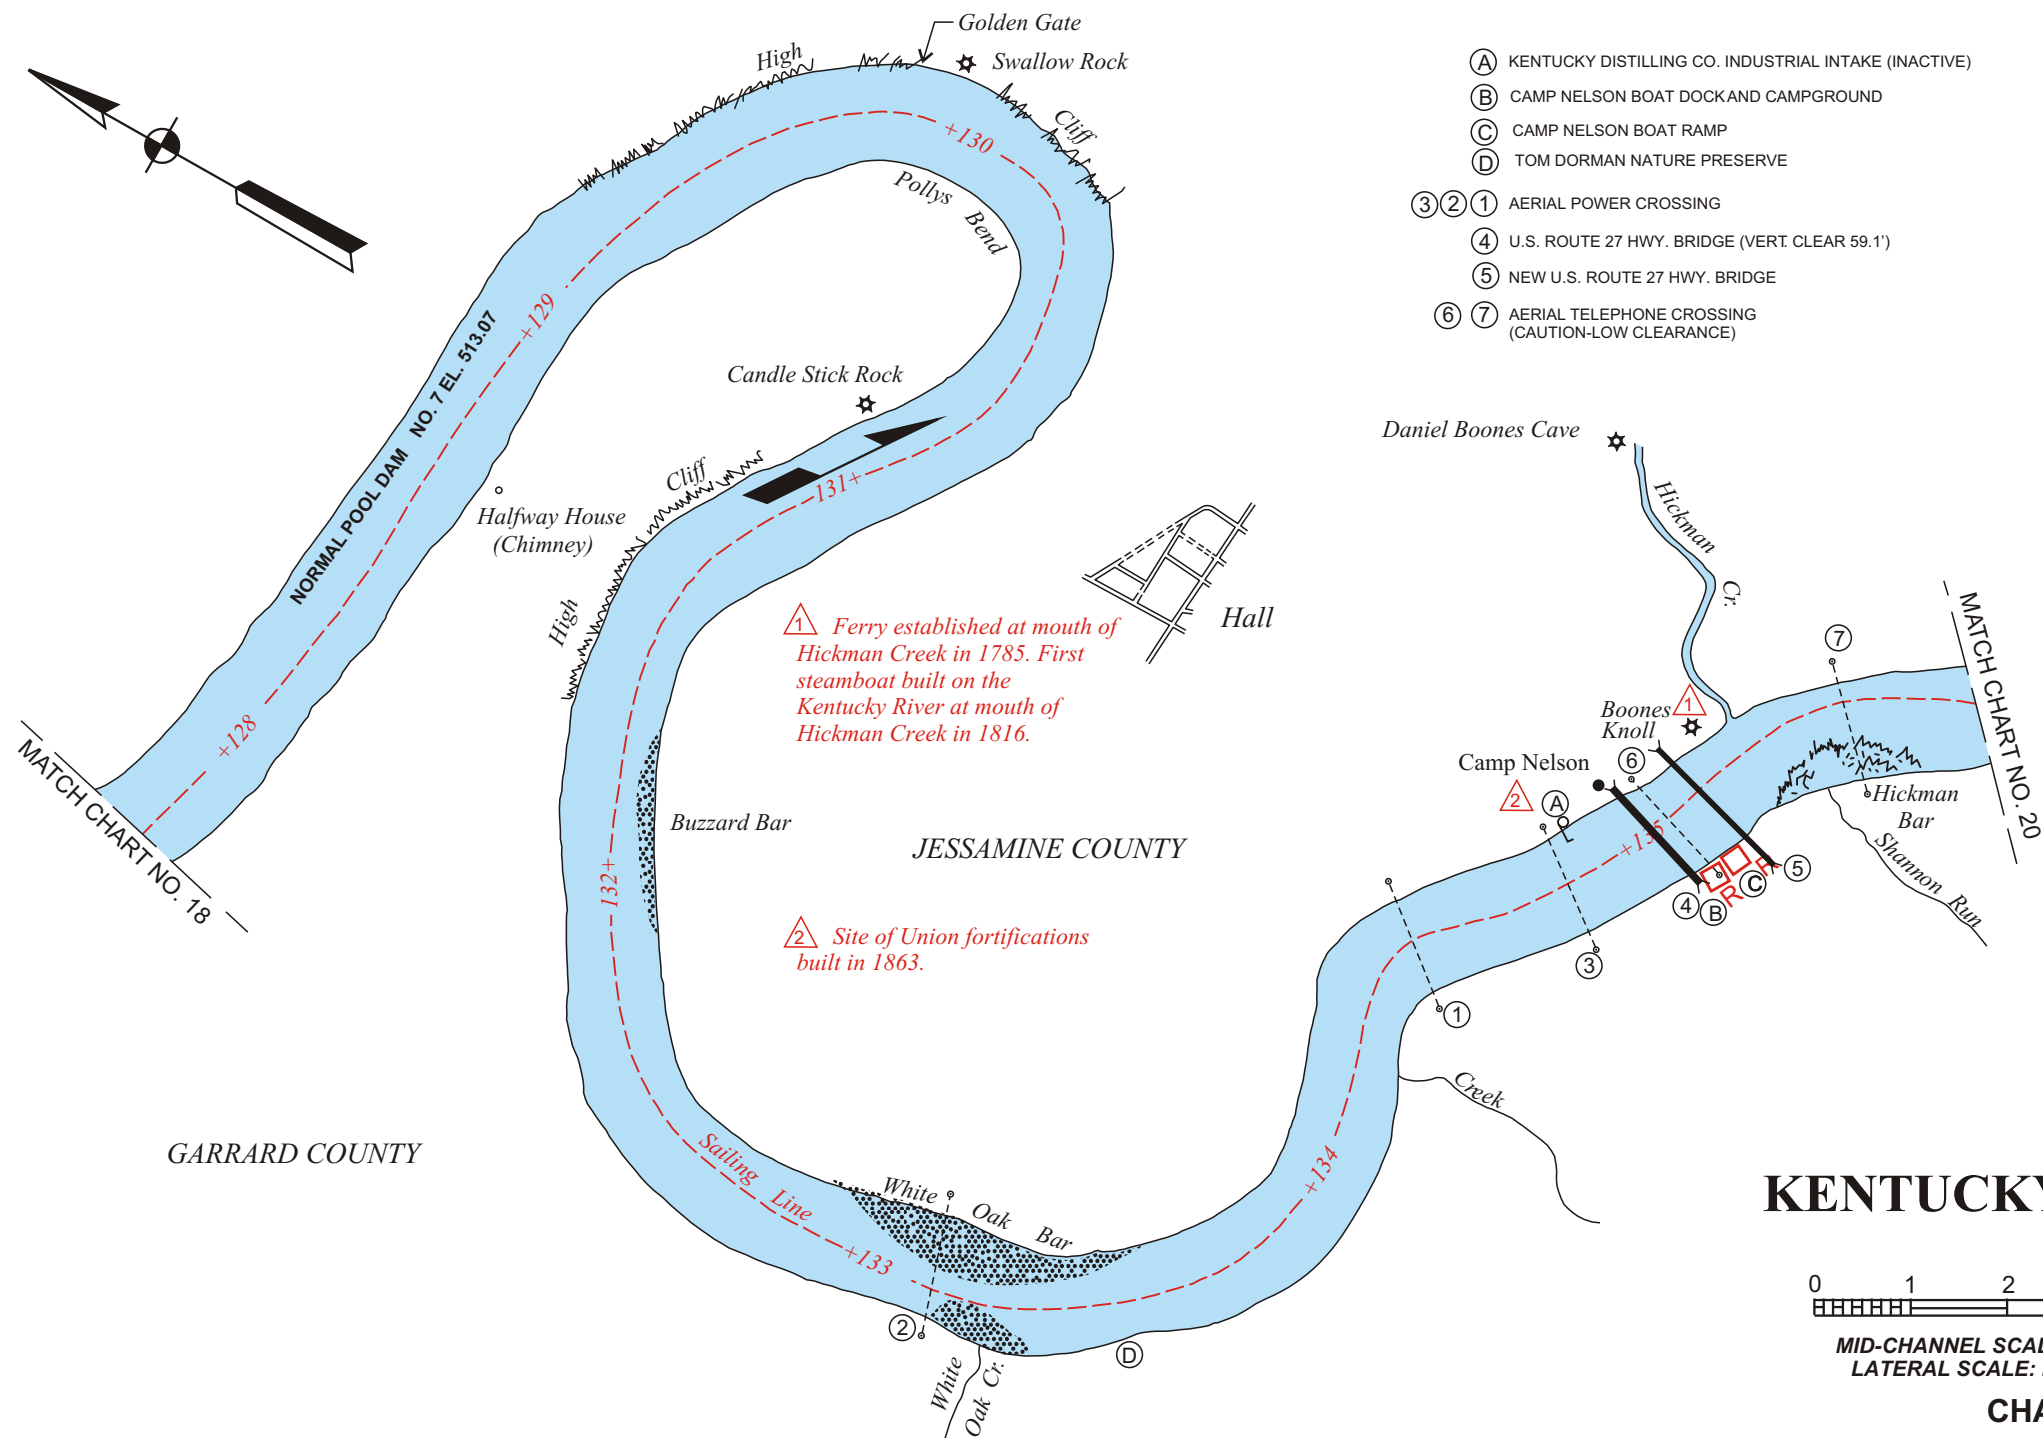 Golden Gate
Swallow Rock
High
Cliff
+130
Pollys Bend
+129
NORMAL POOL DAM NO. 7 EL. 513.07
Candle Stick Rock
Cliff
131+
Halfway House
(Chimney)
High
+128
MATCH CHART NO. 18
A KENTUCKY DISTILLING CO. INDUSTRIAL INTAKE (INACTIVE)
B CAMP NELSON BOAT DOCK AND CAMPGROUND
C CAMP NELSON BOAT RAMP
D TOM DORMAN NATURE PRESERVE
3 2 1 AERIAL POWER CROSSING
4 U.S. ROUTE 27 HWY. BRIDGE (VERT. CLEAR 59.1')
5 NEW U.S. ROUTE 27 HWY. BRIDGE
6 7 AERIAL TELEPHONE CROSSING
(CAUTION-LOW CLEARANCE)
Daniel Boones Cave
Hickman Cr.
Hall
1 Ferry established at mouth of
Hickman Creek in 1785. First
steamboat built on the
Kentucky River at mouth of
Hickman Creek in 1816.
7
MATCH CHART NO. 20
Boones
Knoll
1
6
Camp Nelson
2
A
Hickman
Bar
Shannon Run
+135
R
R
5
C
4
B
3
1
Buzzard Bar
JESSAMINE COUNTY
132+
2 Site of Union fortifications
built in 1863.
Creek
GARRARD COUNTY
Sailing Line
White Oak Bar
+133
+134
2
D
White
Oak Cr.
KENTUCKY
0 1 2
MID-CHANNEL SCAL
LATERAL SCALE:
CHA